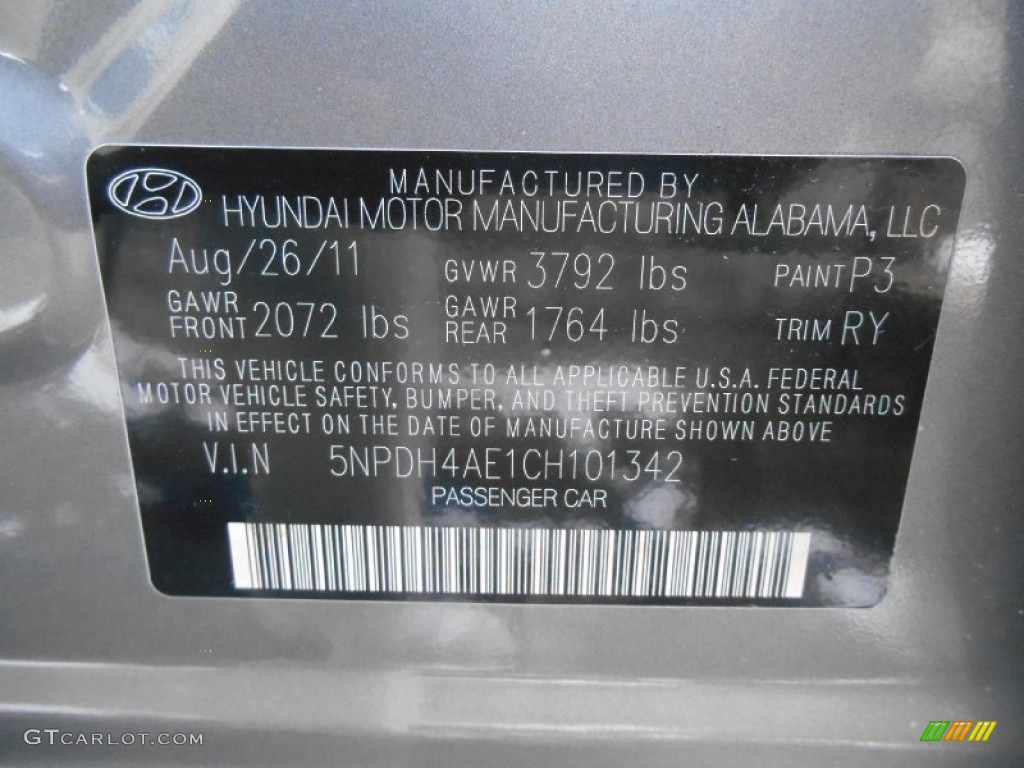 MANUFACTURED BY
HYUNDAI MOTOR MANUFACTURING ALABAMA, LLC
Aug/26/11 GVWR 3792 lbs PAINT P3
GAWR FRONT 2072 lbs GAWR REAR 1764 lbs TRIM RY
THIS VEHICLE CONFORMS TO ALL APPLICABLE U.S.A. FEDERAL
MOTOR VEHICLE SAFETY, BUMPER, AND THEFT PREVENTION STANDARDS
IN EFFECT ON THE DATE OF MANUFACTURE SHOWN ABOVE
V.I.N 5NPDH4AE1CH101342
PASSENGER CAR
GTCARLOT.COM